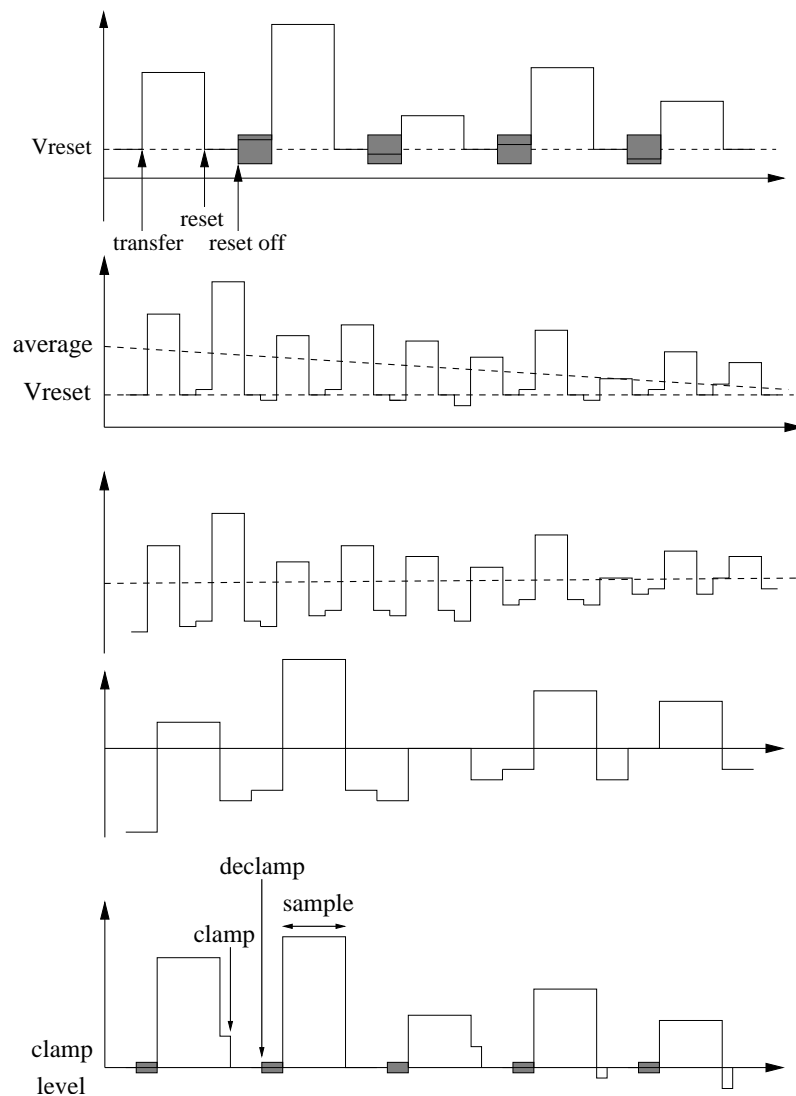 Vreset
reset
transfer
reset off
average
Vreset
declamp
sample
clamp
clamp
level